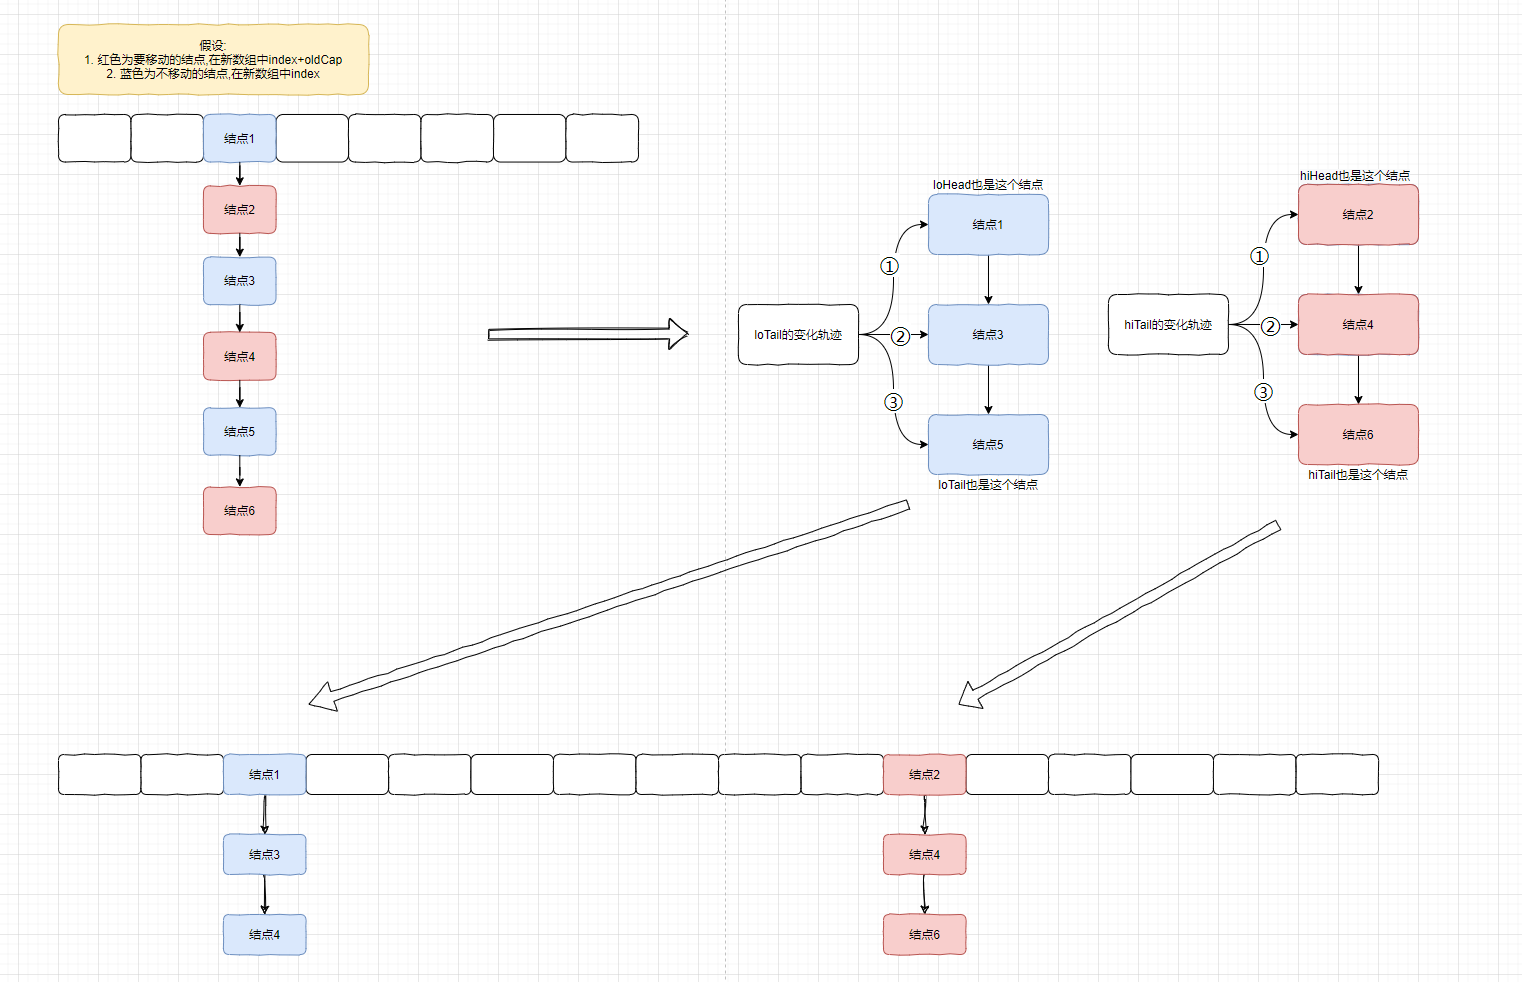 假设:
1. 红色为要移动的结点,在新数组中index+oldCap
2. 蓝色为不移动的结点,在新数组中index
结点1
结点2
结点3
结点4
结点5
结点6
loHead也是这个结点
结点1
①
loTail的变化轨迹
②
结点3
③
结点5
loTail也是这个结点
hiHead也是这个结点
结点2
①
hiTail的变化轨迹
②
结点4
③
结点6
hiTail也是这个结点
结点1
结点3
结点4
结点2
结点4
结点6